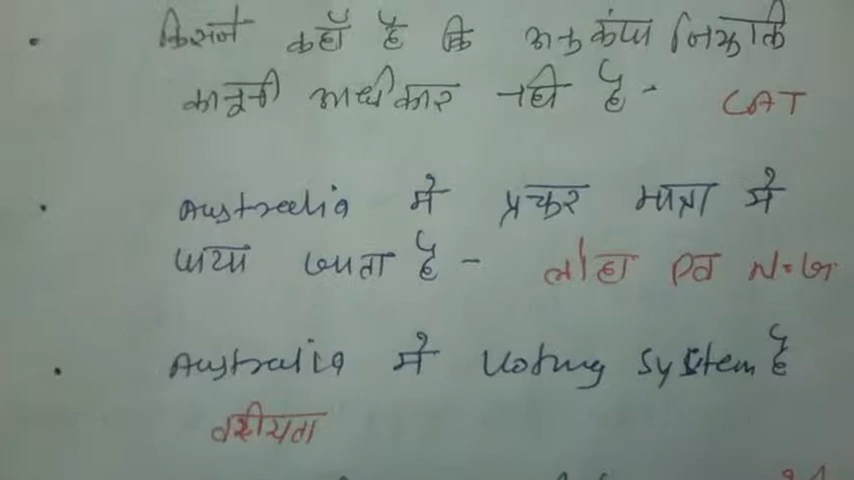 किसने कहाँ है कि अनुकंपा नियुक्ति
कानूनी अधीकार नही है - CAT
Australia में प्रचुर मात्रा में
पाया जाता है - लोहा एवं N.G
Australia में Voting System है
वरीयता